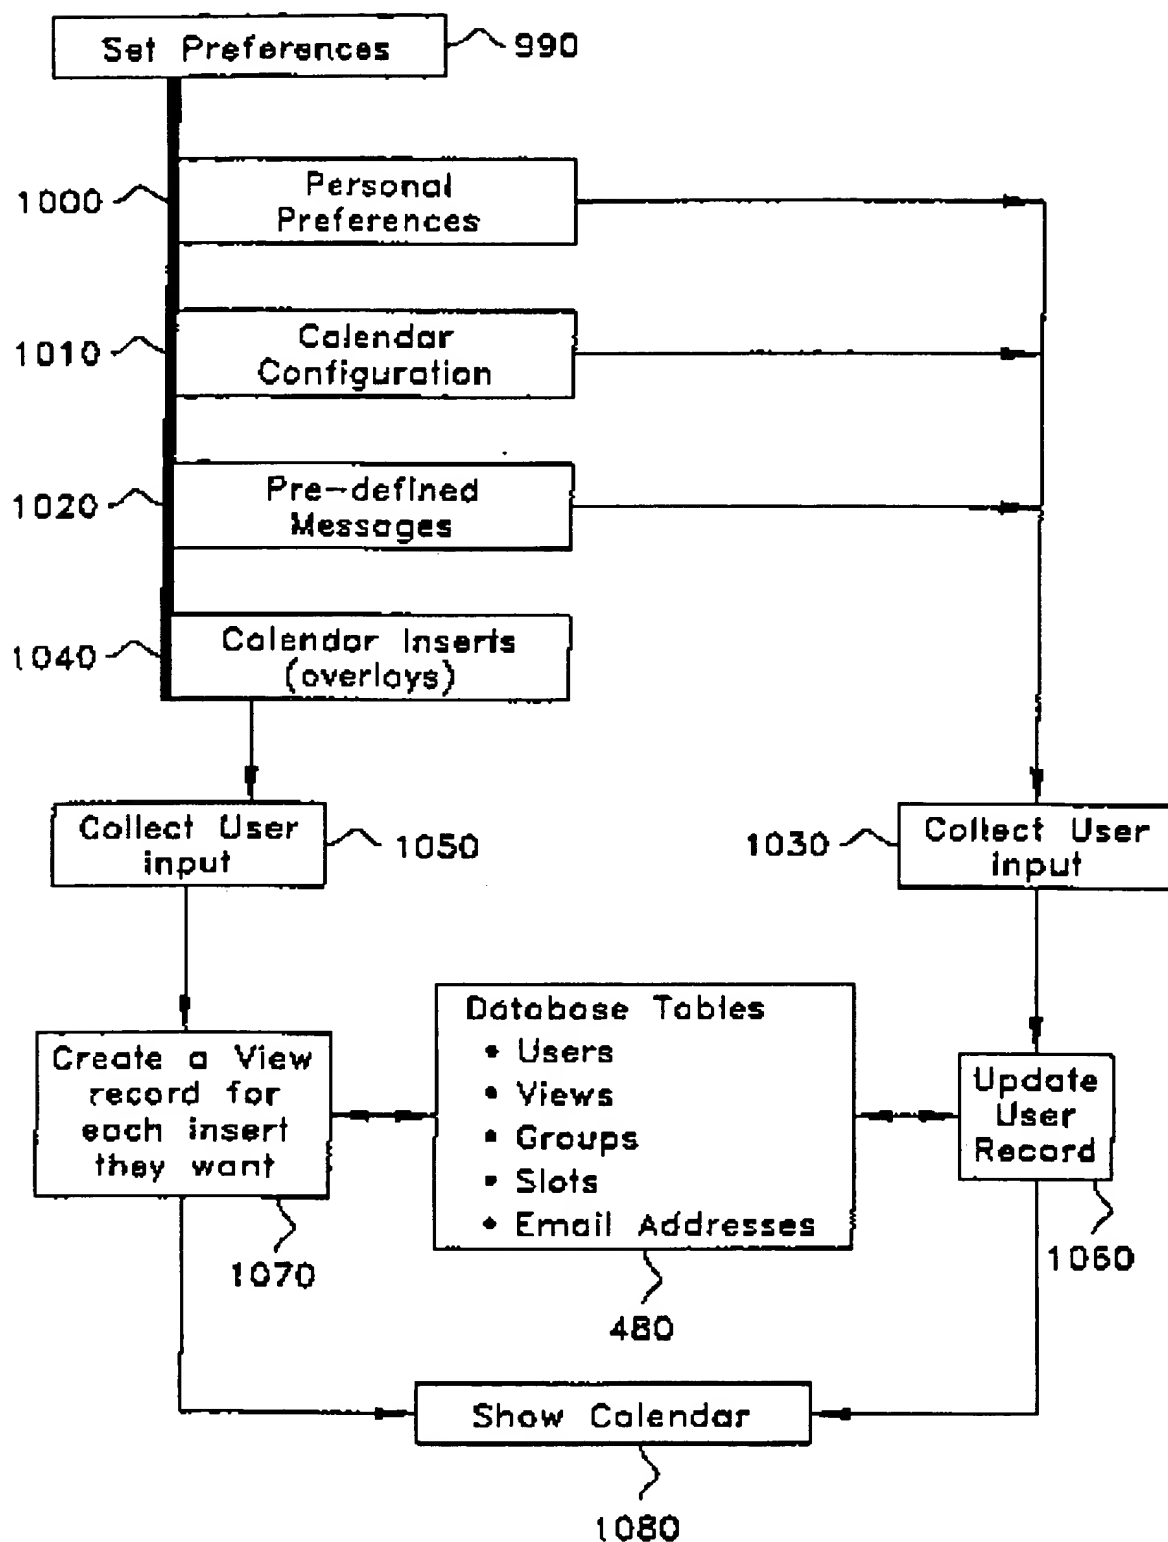 Set Preferences
990
1000
Personal
Preferences
1010
Calendar
Configuration
1020
Pre-defined
Messages
1040
Calendar Inserts
(overlays)
Collect User
input
1050
1030
Collect User
input
Create a View
record for
each insert
they want
1070
Database Tables
• Users
• Views
• Groups
• Slots
• Email Addresses
480
Update
User
Record
1060
Show Calendar
1080